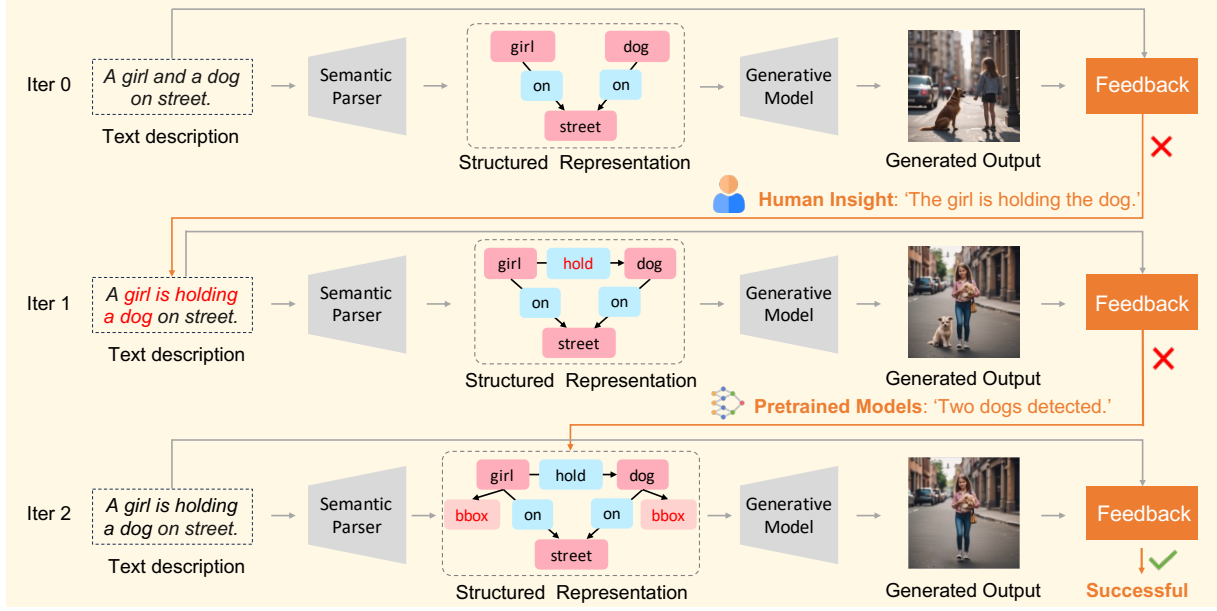 Iter 0
A girl and a dog
on street.
Text description
Semantic
Parser
girl
dog
on
on
street
Structured Representation
Generative
Model
Generated Output
Feedback
Human Insight: ‘The girl is holding the dog.’
Iter 1
A girl is holding
a dog on street.
Text description
Semantic
Parser
girl
hold
dog
on
on
street
Structured Representation
Generative
Model
Generated Output
Feedback
Pretrained Models: ‘Two dogs detected.’
Iter 2
A girl is holding
a dog on street.
Text description
Semantic
Parser
girl
hold
dog
bbox
on
on
bbox
street
Structured Representation
Generative
Model
Generated Output
Feedback
Successful